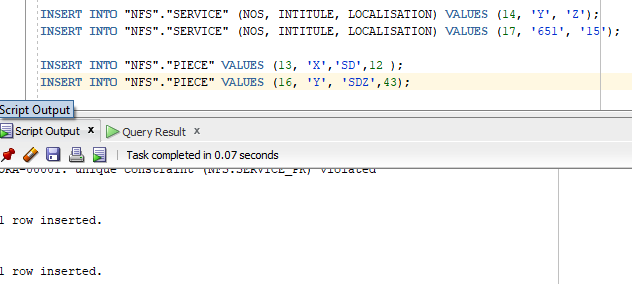 INSERT INTO "NFS"."SERVICE" (NOS, INTITULE, LOCALISATION) VALUES (14, 'Y', 'Z');
INSERT INTO "NFS"."SERVICE" (NOS, INTITULE, LOCALISATION) VALUES (17, '651', '15');
INSERT INTO "NFS"."PIECE" VALUES (13, 'X','SD',12 );
INSERT INTO "NFS"."PIECE" VALUES (16, 'Y', 'SDZ',43);
Script Output
Script Output x Query Result x
Task completed in 0.07 seconds
ORA-00001: unique constraint (NFS.SERVICE_PK) violated
1 row inserted.
1 row inserted.